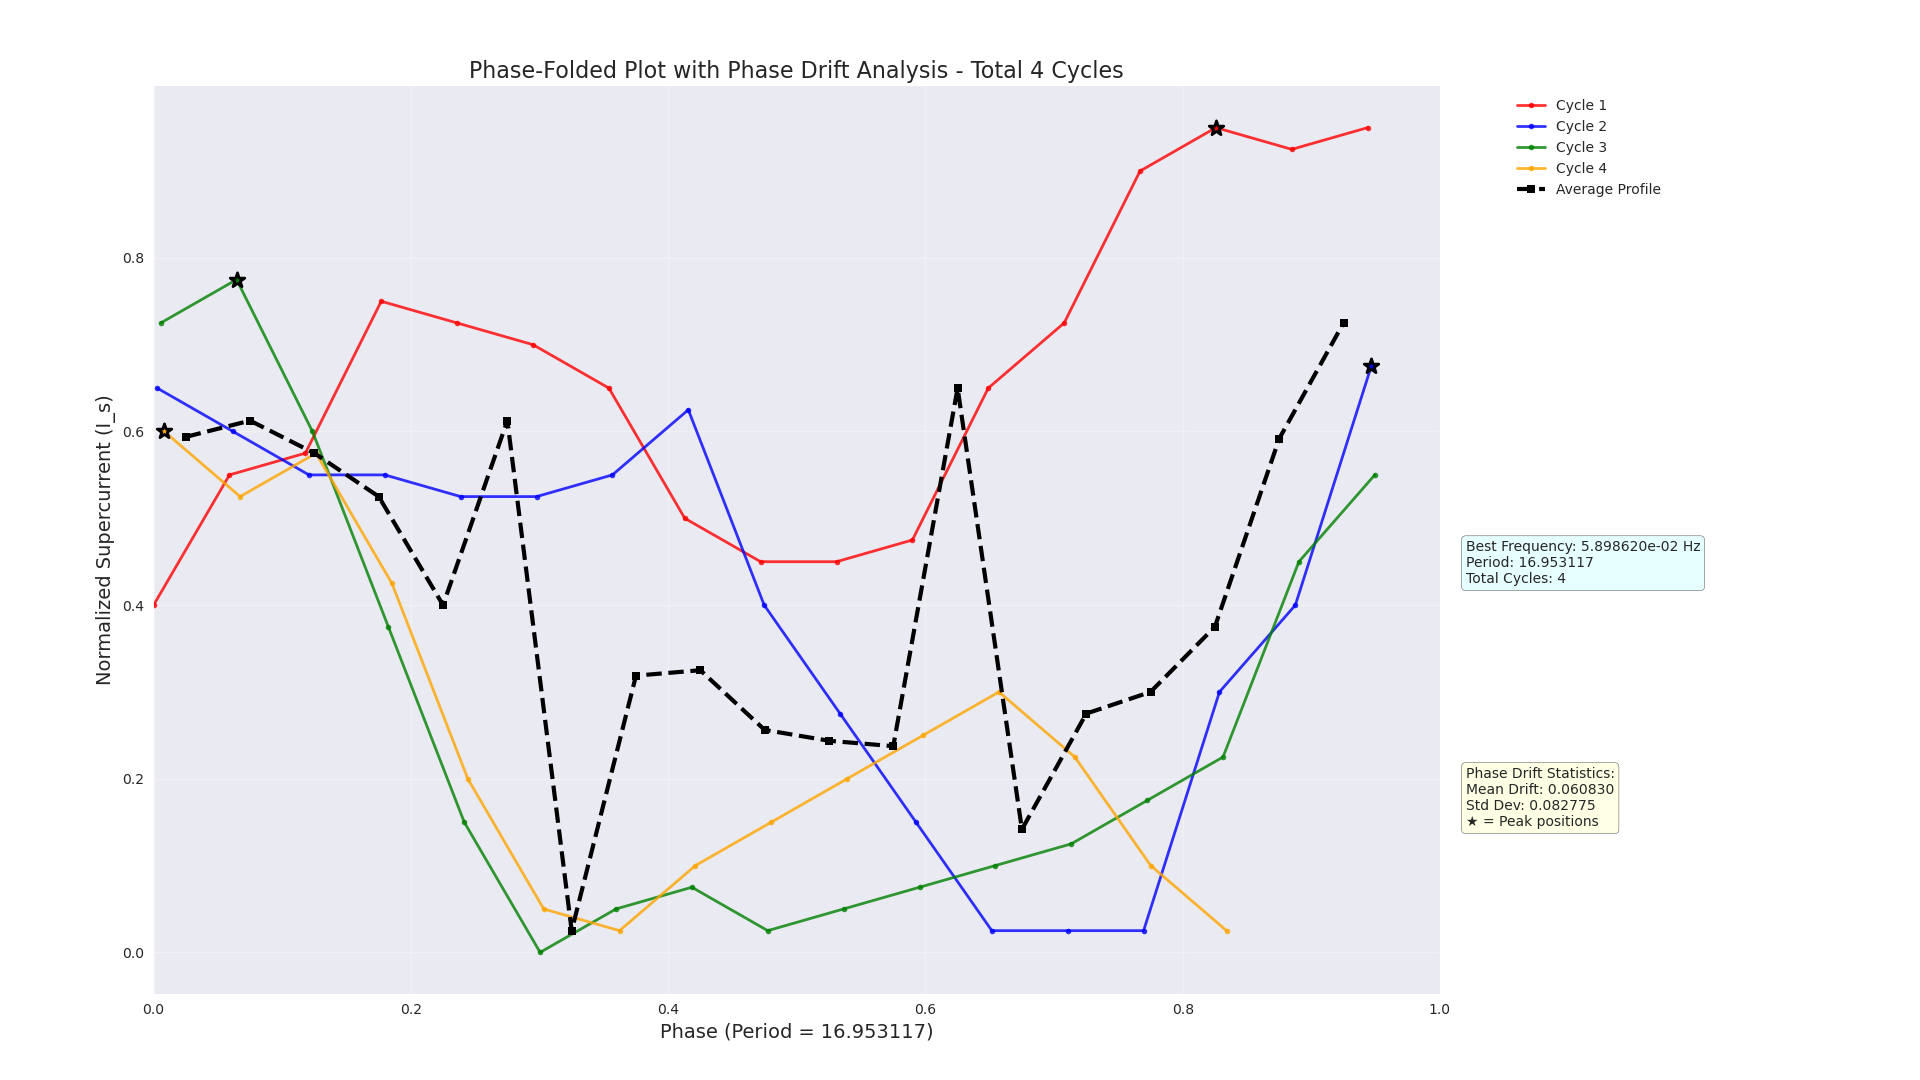 Phase-Folded Plot with Phase Drift Analysis - Total 4 Cycles
Normalized Supercurrent (I_s)
0.8
0.6
0.4
0.2
0.0
0.0 0.2 0.4 0.6 0.8 1.0
Phase (Period = 16.953117)
Cycle 1
Cycle 2
Cycle 3
Cycle 4
Average Profile
Best Frequency: 5.898620e-02 Hz
Period: 16.953117
Total Cycles: 4
Phase Drift Statistics:
Mean Drift: 0.060830
Std Dev: 0.082775
★ = Peak positions